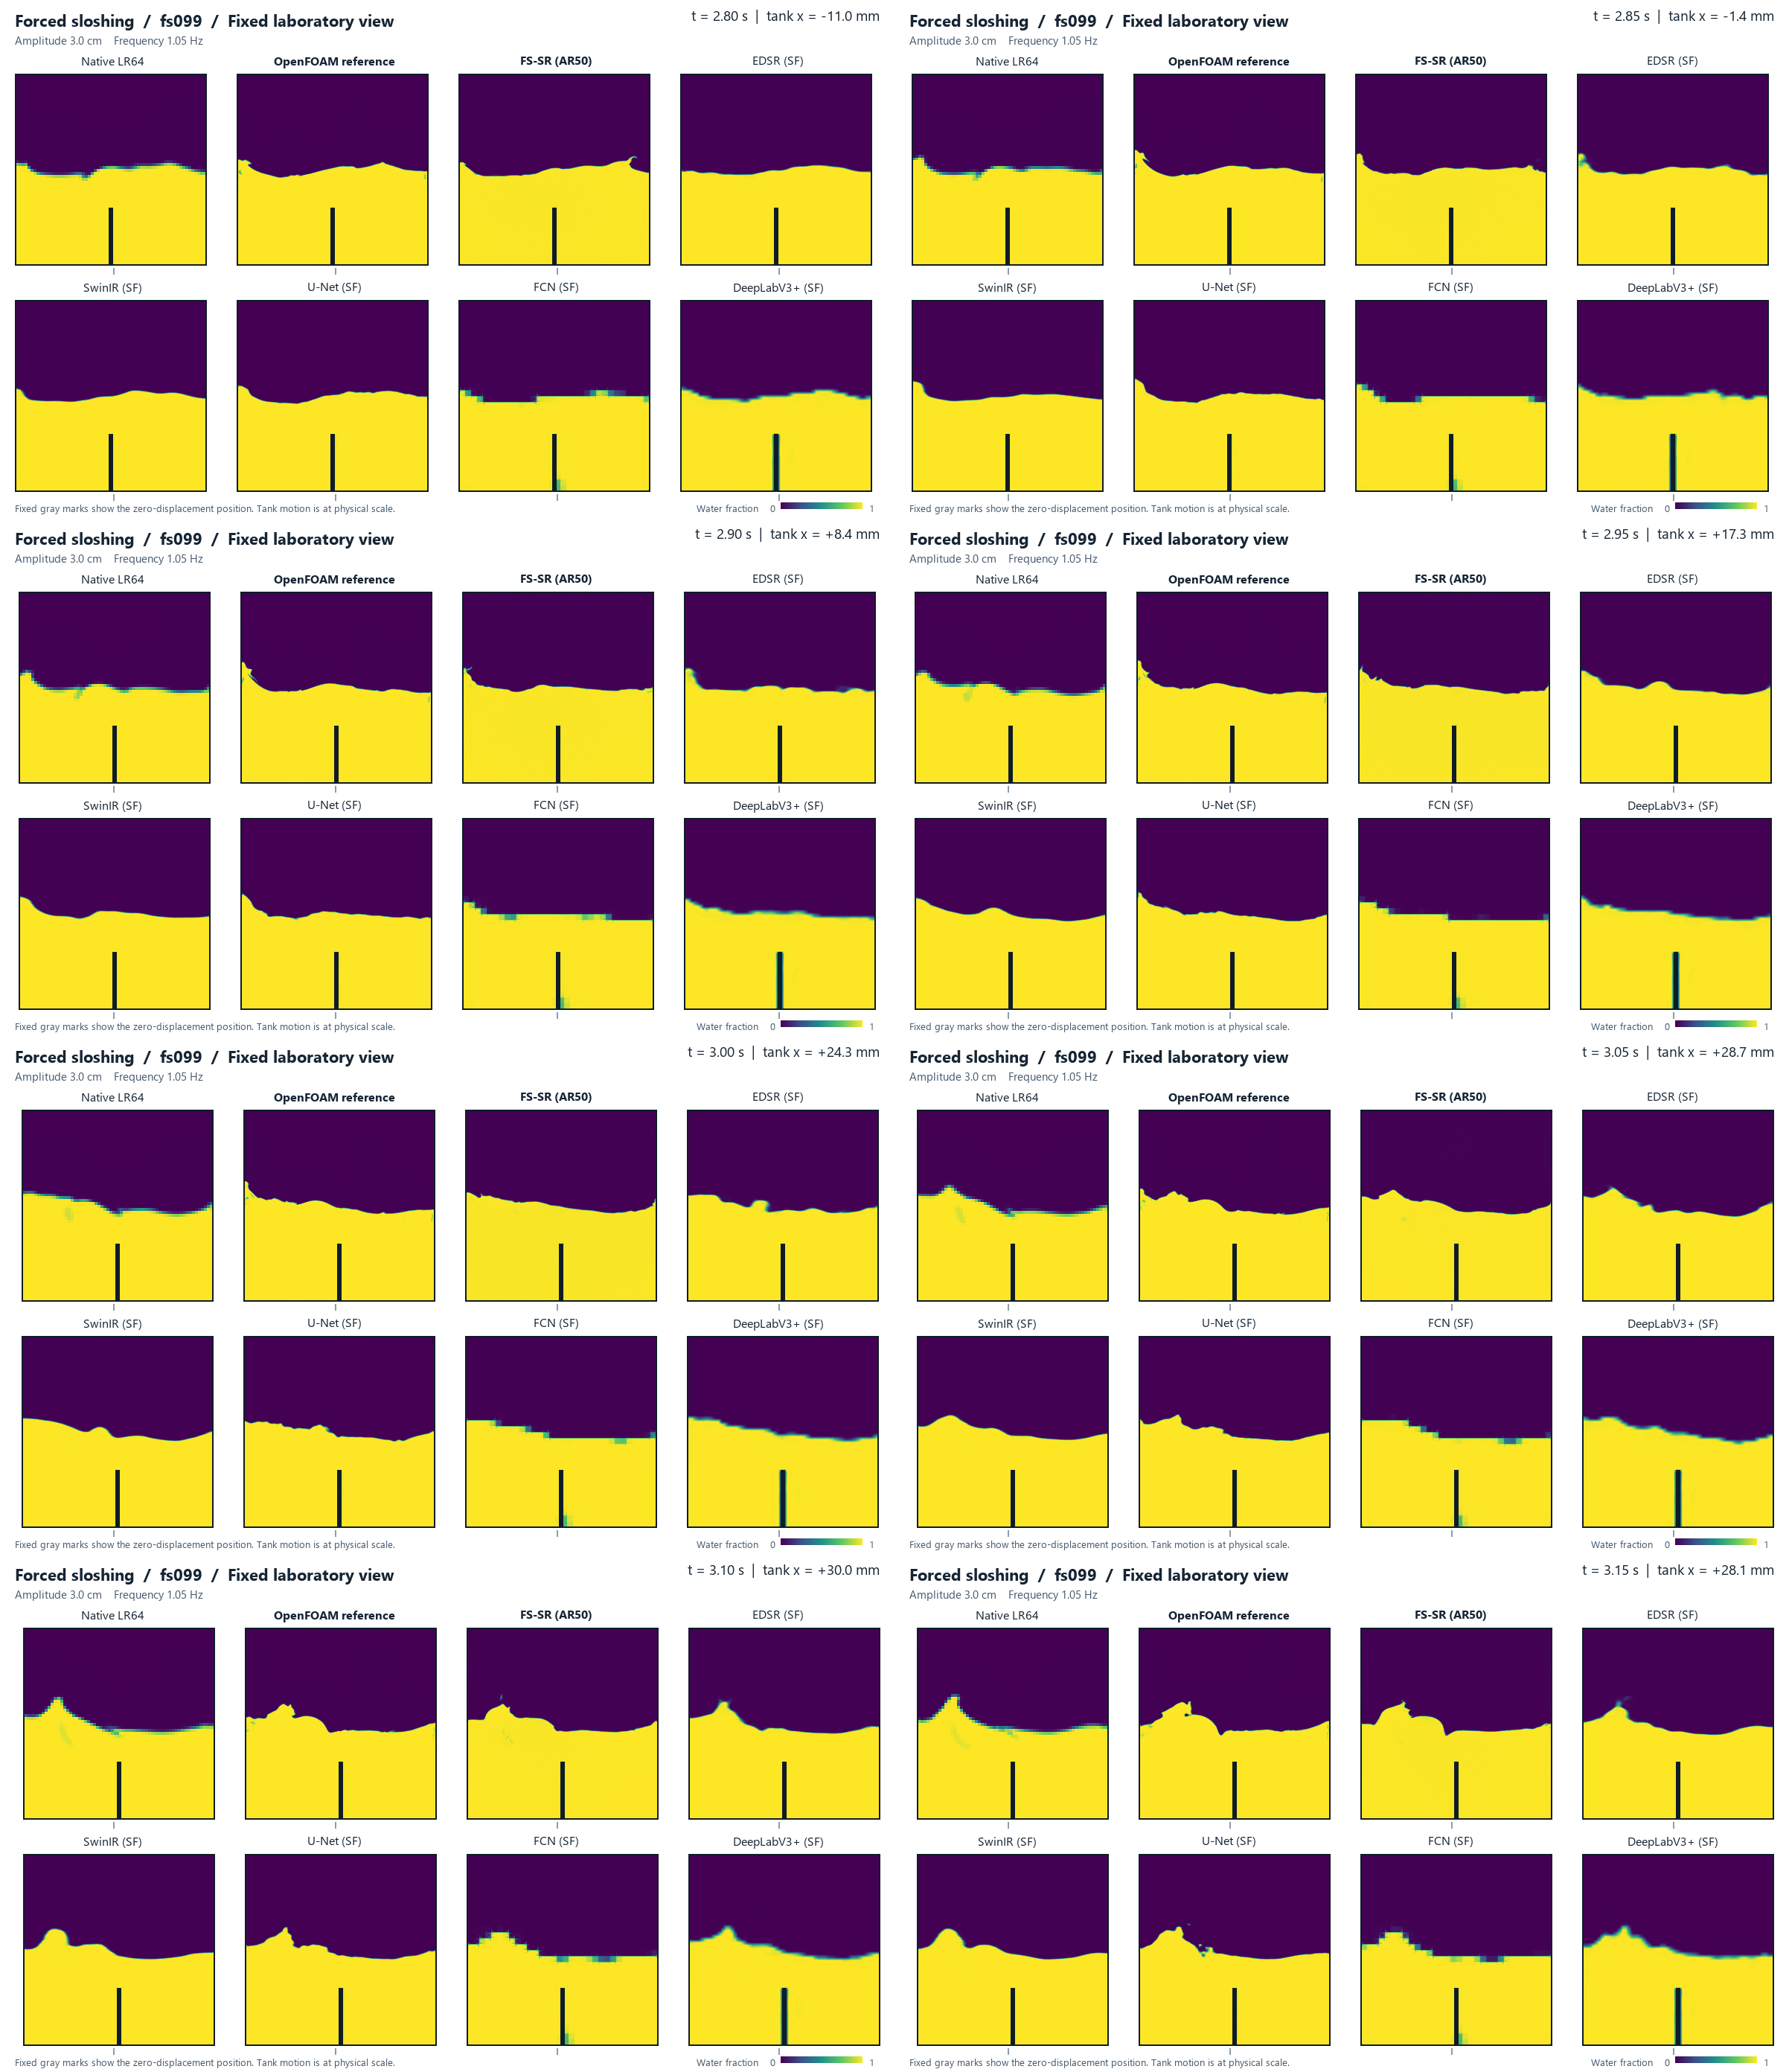 Forced sloshing / fs099 / Fixed laboratory view
t = 2.80 s | tank x = -11.0 mm
Amplitude 3.0 cm Frequency 1.05 Hz
Native LR64
OpenFOAM reference
FS-SR (AR50)
EDSR (SF)
SwinIR (SF)
U-Net (SF)
FCN (SF)
DeepLabV3+ (SF)
Fixed gray marks show the zero-displacement position. Tank motion is at physical scale.
Water fraction 0 1
Forced sloshing / fs099 / Fixed laboratory view
t = 2.85 s | tank x = -1.4 mm
Amplitude 3.0 cm Frequency 1.05 Hz
Native LR64
OpenFOAM reference
FS-SR (AR50)
EDSR (SF)
SwinIR (SF)
U-Net (SF)
FCN (SF)
DeepLabV3+ (SF)
Fixed gray marks show the zero-displacement position. Tank motion is at physical scale.
Water fraction 0 1
Forced sloshing / fs099 / Fixed laboratory view
t = 2.90 s | tank x = +8.4 mm
Amplitude 3.0 cm Frequency 1.05 Hz
Native LR64
OpenFOAM reference
FS-SR (AR50)
EDSR (SF)
SwinIR (SF)
U-Net (SF)
FCN (SF)
DeepLabV3+ (SF)
Fixed gray marks show the zero-displacement position. Tank motion is at physical scale.
Water fraction 0 1
Forced sloshing / fs099 / Fixed laboratory view
t = 2.95 s | tank x = +17.3 mm
Amplitude 3.0 cm Frequency 1.05 Hz
Native LR64
OpenFOAM reference
FS-SR (AR50)
EDSR (SF)
SwinIR (SF)
U-Net (SF)
FCN (SF)
DeepLabV3+ (SF)
Fixed gray marks show the zero-displacement position. Tank motion is at physical scale.
Water fraction 0 1
Forced sloshing / fs099 / Fixed laboratory view
t = 3.00 s | tank x = +24.3 mm
Amplitude 3.0 cm Frequency 1.05 Hz
Native LR64
OpenFOAM reference
FS-SR (AR50)
EDSR (SF)
SwinIR (SF)
U-Net (SF)
FCN (SF)
DeepLabV3+ (SF)
Fixed gray marks show the zero-displacement position. Tank motion is at physical scale.
Water fraction 0 1
Forced sloshing / fs099 / Fixed laboratory view
t = 3.05 s | tank x = +28.7 mm
Amplitude 3.0 cm Frequency 1.05 Hz
Native LR64
OpenFOAM reference
FS-SR (AR50)
EDSR (SF)
SwinIR (SF)
U-Net (SF)
FCN (SF)
DeepLabV3+ (SF)
Fixed gray marks show the zero-displacement position. Tank motion is at physical scale.
Water fraction 0 1
Forced sloshing / fs099 / Fixed laboratory view
t = 3.10 s | tank x = +30.0 mm
Amplitude 3.0 cm Frequency 1.05 Hz
Native LR64
OpenFOAM reference
FS-SR (AR50)
EDSR (SF)
SwinIR (SF)
U-Net (SF)
FCN (SF)
DeepLabV3+ (SF)
Fixed gray marks show the zero-displacement position. Tank motion is at physical scale.
Water fraction 0 1
Forced sloshing / fs099 / Fixed laboratory view
t = 3.15 s | tank x = +28.1 mm
Amplitude 3.0 cm Frequency 1.05 Hz
Native LR64
OpenFOAM reference
FS-SR (AR50)
EDSR (SF)
SwinIR (SF)
U-Net (SF)
FCN (SF)
DeepLabV3+ (SF)
Fixed gray marks show the zero-displacement position. Tank motion is at physical scale.
Water fraction 0 1